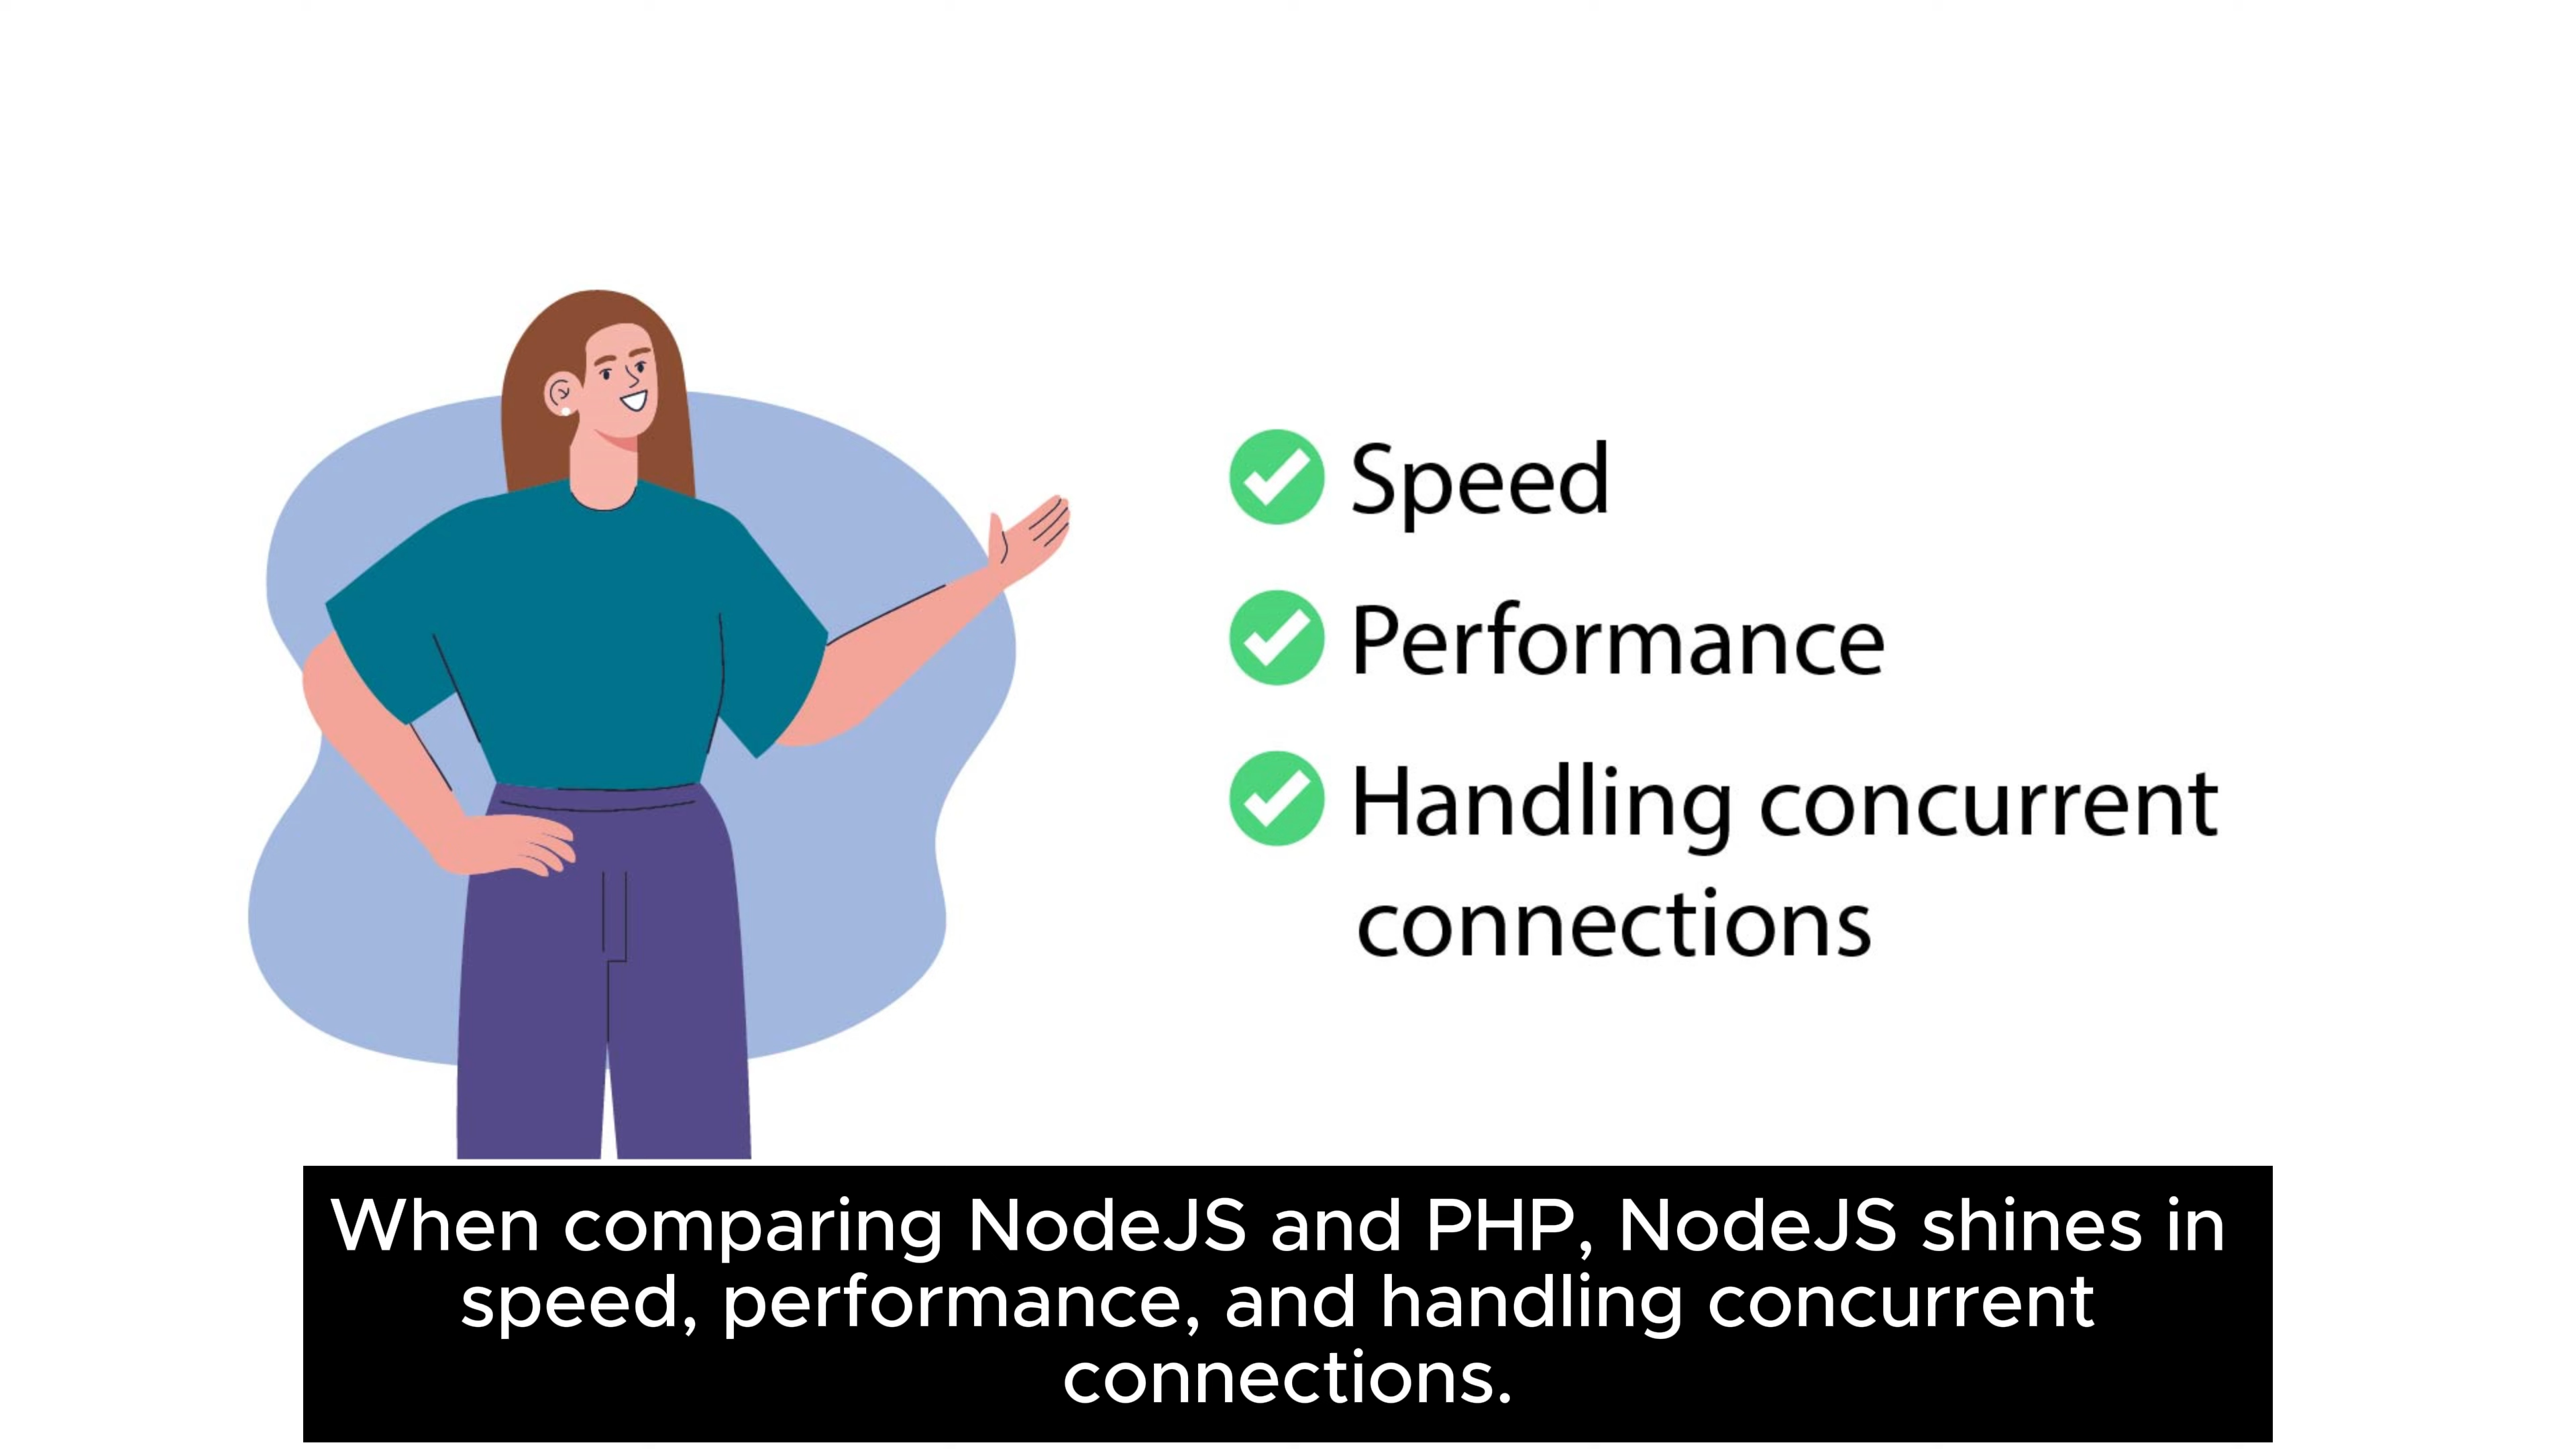 Speed
Performance
Handling concurrent
connections
When comparing NodeJS and PHP, NodeJS shines in
speed, performance, and handling concurrent
connections.